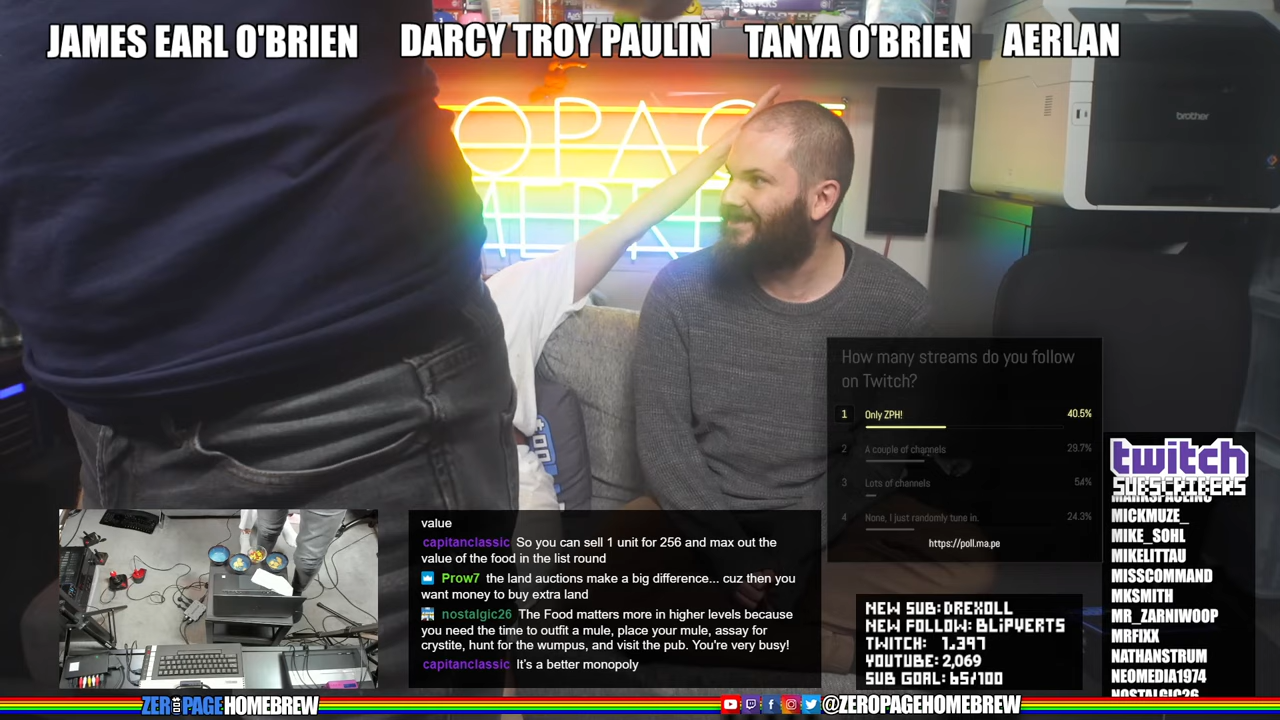 JAMES EARL O'BRIEN
DARCY TROY PAULIN
TANYA O'BRIEN
AERLAN
brother
How many streams do you follow
on Twitch?
1 Only ZPH! 40.5%
2 A couple of channels 29.7%
3 Lots of channels 5.4%
4 None, I just randomly tune in. 24.3%
https://poll.ma.pe
value
capitanclassic So you can sell 1 unit for 256 and max out the
value of the food in the list round
Prow7 the land auctions make a big difference... cuz then you
want money to buy extra land
nostalgic26 The Food matters more in higher levels because
you need the time to outfit a mule, place your mule, assay for
crystite, hunt for the wumpus, and visit the pub. You're very busy!
capitanclassic It's a better monopoly
NEW SUB: DREXOLL
NEW FOLLOW: BLIPVERTS
TWITCH: 1,397
YOUTUBE: 2,069
SUB GOAL: 65/100
twitch
SUBSCRIBERS
MICKMUZE_
MIKE_SOHL
MIKELITTAU
MISSCOMMAND
MKSMITH
MR_ZARNIWOOP
MRFIXX
NATHANSTRUM
NEOMEDIA1974
NOSTALGIC26
ZEROPAGEHOMEBREW
@ZEROPAGEHOMEBREW